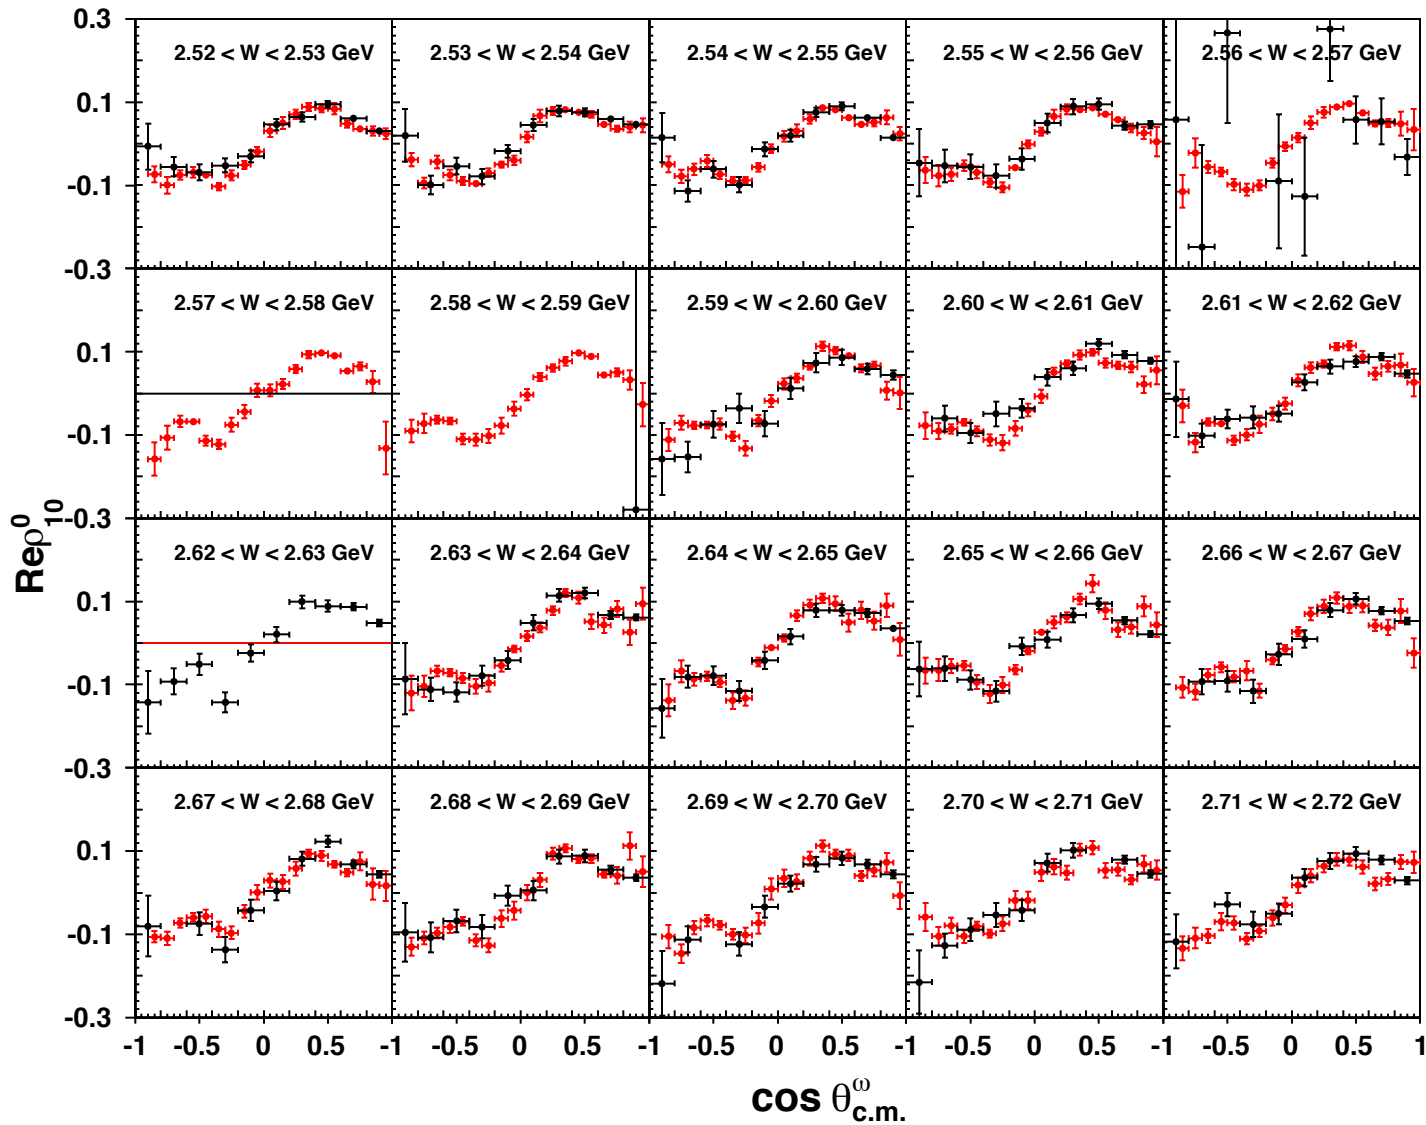 0.3
2.52 < W < 2.53 GeV
2.53 < W < 2.54 GeV
2.54 < W < 2.55 GeV
2.55 < W < 2.56 GeV
2.56 < W < 2.57 GeV
0.1
-0.1
-0.3
2.57 < W < 2.58 GeV
2.58 < W < 2.59 GeV
2.59 < W < 2.60 GeV
2.60 < W < 2.61 GeV
2.61 < W < 2.62 GeV
0.1
-0.1
-0.3
Reρ⁰₁₀
2.62 < W < 2.63 GeV
2.63 < W < 2.64 GeV
2.64 < W < 2.65 GeV
2.65 < W < 2.66 GeV
2.66 < W < 2.67 GeV
0.1
-0.1
-0.3
2.67 < W < 2.68 GeV
2.68 < W < 2.69 GeV
2.69 < W < 2.70 GeV
2.70 < W < 2.71 GeV
2.71 < W < 2.72 GeV
0.1
-0.1
-0.3
-1 -0.5 0 0.5 -1 -0.5 0 0.5 -1 -0.5 0 0.5 -1 -0.5 0 0.5 -1 -0.5 0 0.5 1
cos θ^ω_c.m.